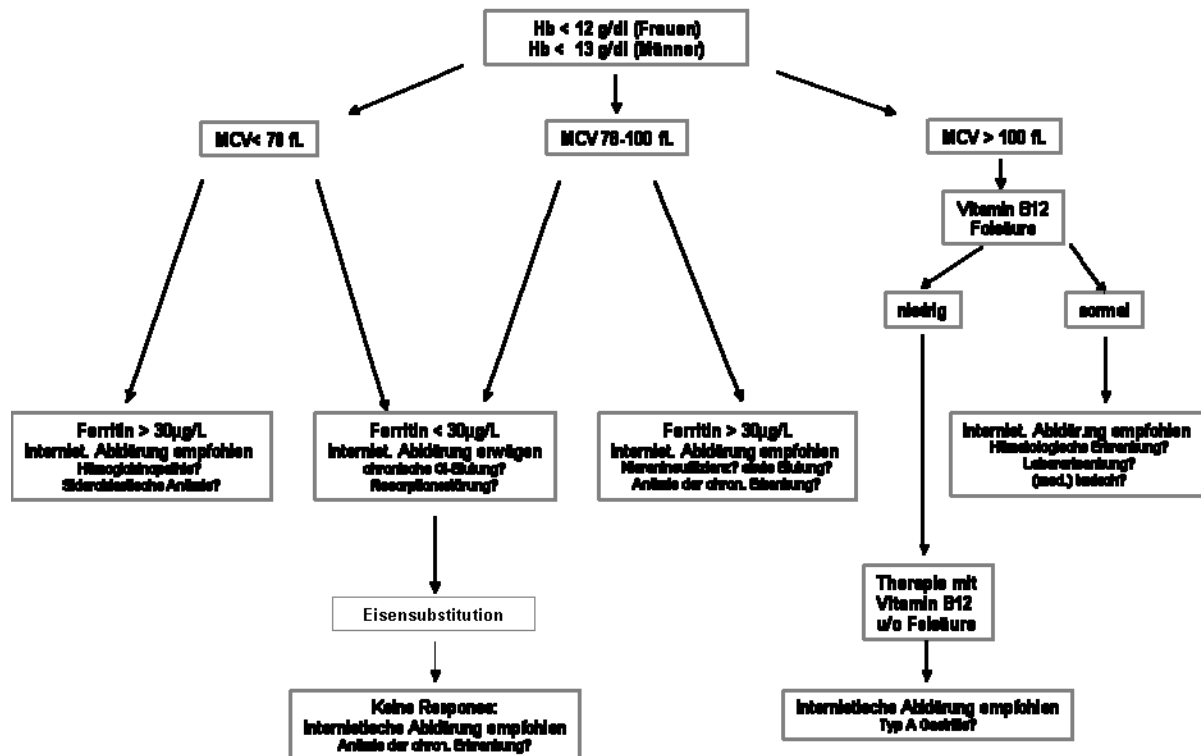 Hb < 12 g/dl (Frauen)
Hb < 13 g/dl (Männer)
MCV< 78 fL
MCV 78-100 fL
MCV > 100 fL
Vitamin B12
Folsäure
niedrig
normal
Ferritin > 30µg/L
Internist. Abklärung empfohlen
Hämoglobinopathie?
Sideroblastische Anämie?
Ferritin < 30µg/L
Internist. Abklärung erwägen
chronische GI-Blutung?
Resorptionsstörung?
Ferritin > 30µg/L
Internist. Abklärung empfohlen
Niereninsuffizienz? akute Blutung?
Anämie der chron. Erkrankung?
Internist. Abklärung empfohlen
Hämatologische Erkrankung?
Lebererkrankung?
(med.) toxisch?
Eisensubstitution
Therapie mit
Vitamin B12
u/o Folsäure
Keine Response:
Internistische Abklärung empfohlen
Anämie der chron. Erkrankung?
Internistische Abklärung empfohlen
Typ A Gastritis?